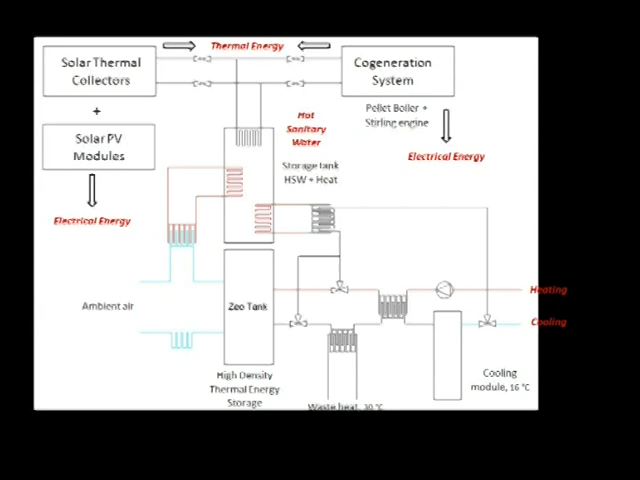 Thermal Energy
Solar Thermal
Collectors
Cogeneration
System
+
Pellet Boiler +
Stirling engine
Hot
Sanitary
Water
Solar PV
Modules
Electrical Energy
Storage tank
HSW + Heat
Electrical Energy
Ambient air
Zeo Tank
Heating
Cooling
High Density
Thermal Energy
Storage
Cooling
module, 16 °C
Waste heat, 30 °C